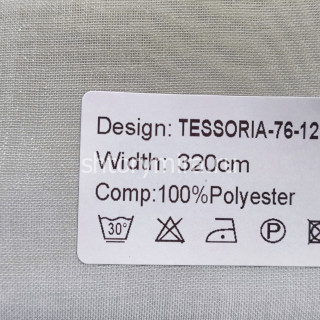 Design: TESSORIA-76-12
Width: 320cm
Comp:100%Polyester
30°
P